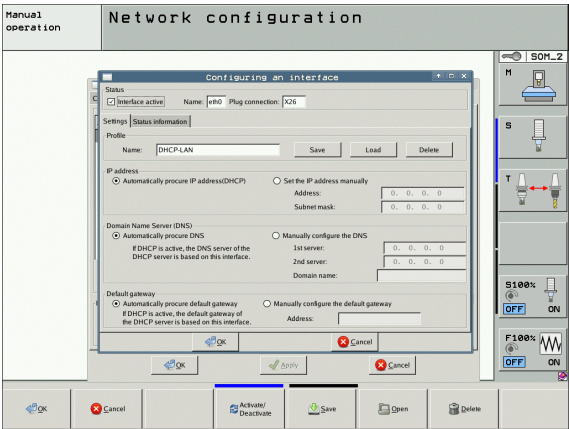 Manual
operation
Network configuration
SOM_2
Configuring an interface
Status
Interface active Name: eth0 Plug connection: X26
M
Settings Status information
Profile
Name: DHCP-LAN Save Load Delete
S
IP address
Automatically procure IP address(DHCP) Set the IP address manually
Address: 0. 0. 0. 0
Subnet mask: 0. 0. 0. 0
T
Domain Name Server (DNS)
Automatically procure DNS Manually configure the DNS
If DHCP is active, the DNS server of the
DHCP server is based on this interface.
1st server: 0. 0. 0. 0
2nd server: 0. 0. 0. 0
Domain name:
Default gateway
Automatically procure default gateway Manually configure the default gateway
If DHCP is active, the default gateway of
the DHCP server is based on this interface.
Address:
S100%
OFF ON
OK Cancel
F100%
OFF ON
OK Apply Cancel
OK Cancel Activate/
Deactivate Save Open Delete